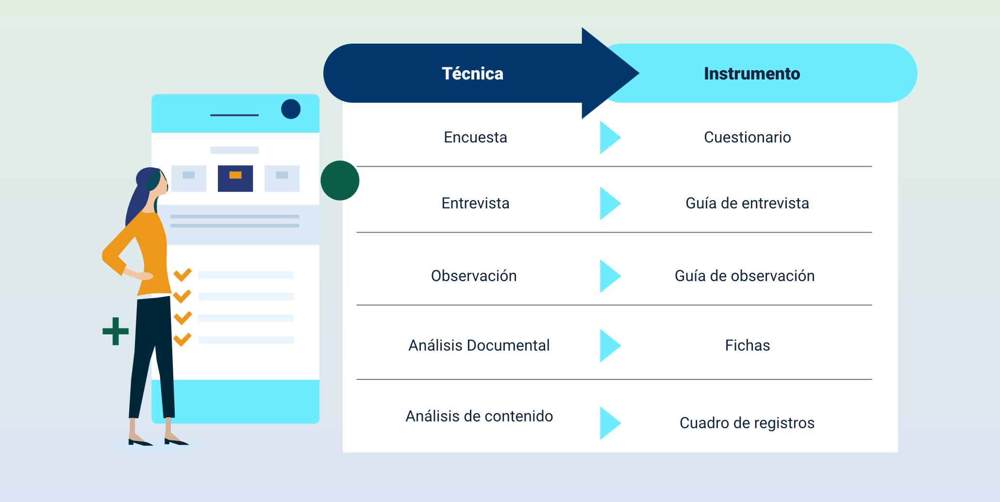 Técnica
Instrumento
Encuesta
Cuestionario
Entrevista
Guía de entrevista
Observación
Guía de observación
Análisis Documental
Fichas
Análisis de contenido
Cuadro de registros